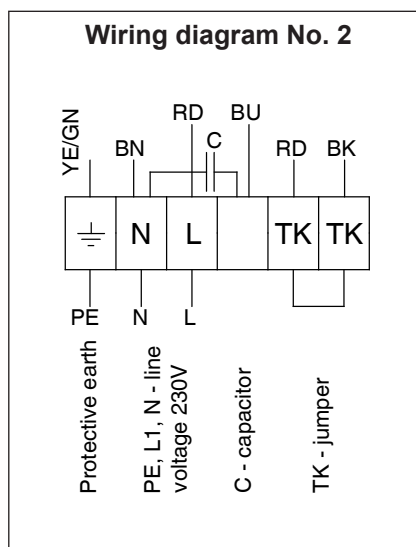 Wiring diagram No. 2
YE/GN
BN
RD
C
BU
RD
BK
N
L
TK
TK
PE
N
L
Protective earth
PE, L1, N - line
voltage 230V
C - capacitor
TK - jumper